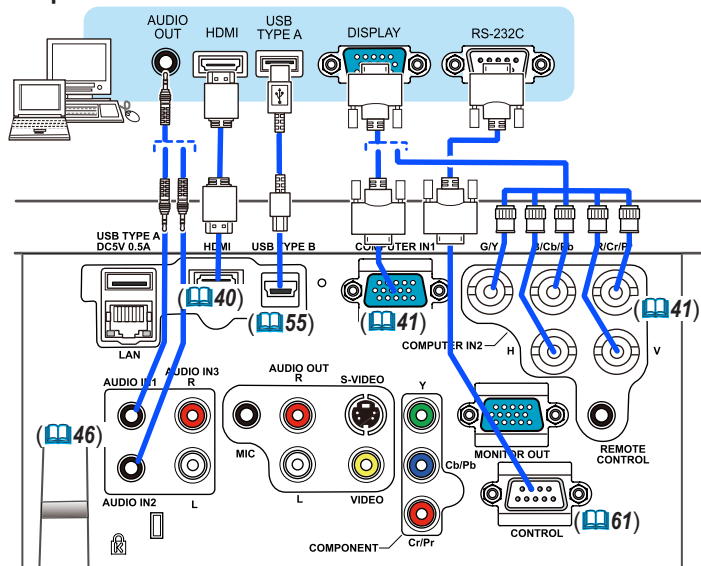 AUDIO OUT
HDMI
USB TYPE A
DISPLAY
RS-232C
USB TYPE A
DC5V 0.5A
HDMI
USB TYPE B
COMPUTER IN1
G/Y
B/Cb/Pb
R/Cr/Pr
(40)
(55)
(41)
(41)
LAN
COMPUTER IN2
H
V
AUDIO IN1
AUDIO IN3
R
AUDIO OUT
R
S-VIDEO
Y
(46)
MIC
MONITOR OUT
REMOTE CONTROL
Cb/Pb
AUDIO IN2
L
L
VIDEO
(61)
CONTROL
K
COMPONENT
Cr/Pr